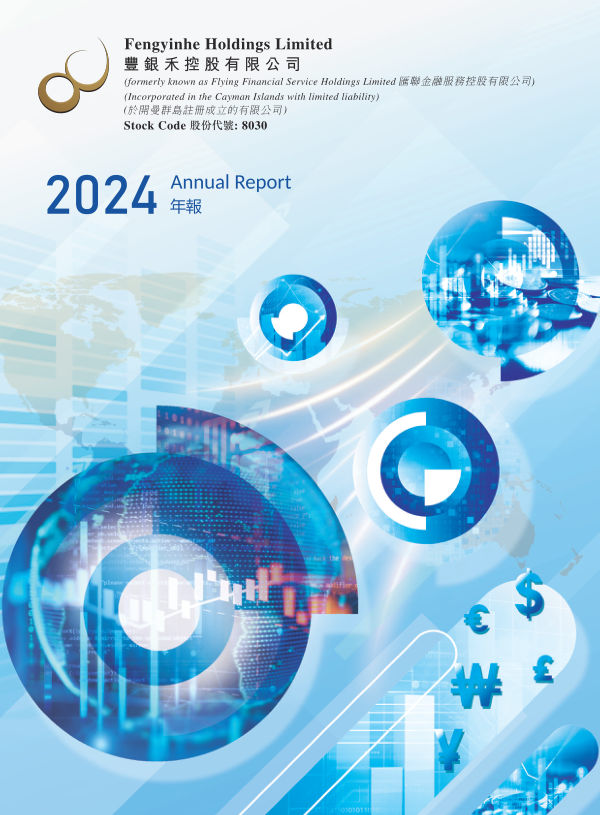 Fengyinhe Holdings Limited
豐銀禾控股有限公司
(formerly known as Flying Financial Service Holdings Limited 匯聯金融服務控股有限公司)
(Incorporated in the Cayman Islands with limited liability)
(於開曼群島註冊成立的有限公司)
Stock Code 股份代號: 8030
2024 Annual Report
年報
$
€
£
₩
¥